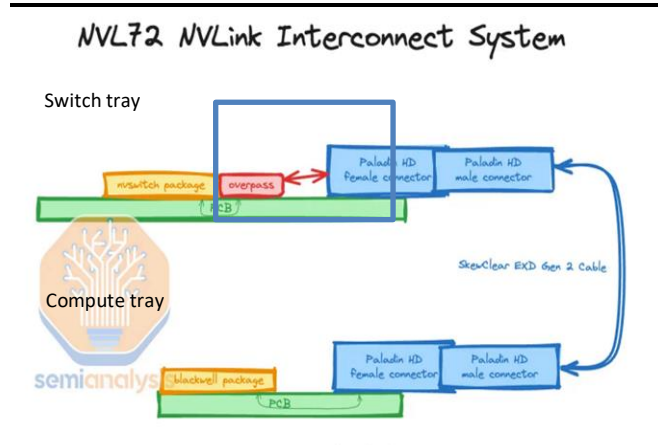 NVL72 NVLink Interconnect System
Switch tray
nvswitch package
overpass
PCB
Paladin HD
female connector
Paladin HD
male connector
SkewClear EXD Gen 2 Cable
Compute tray
semianalysis
blackwell package
PCB
Paladin HD
female connector
Paladin HD
male connector